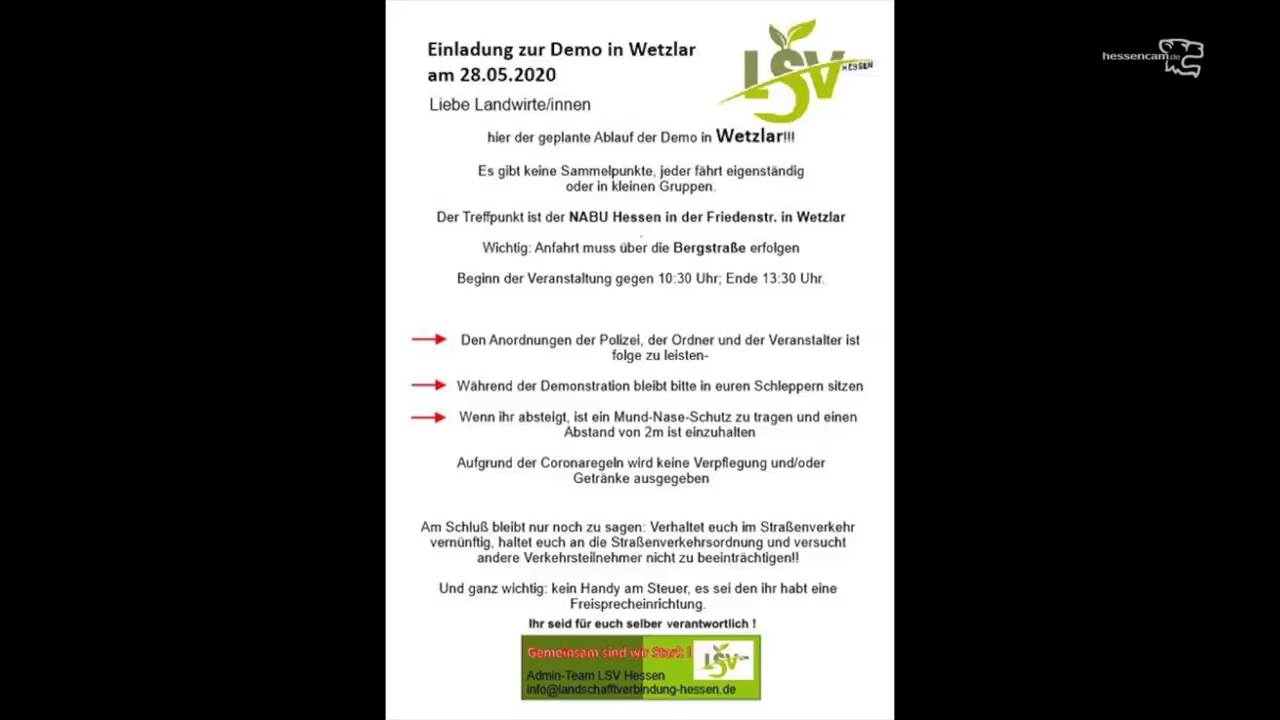 Einladung zur Demo in Wetzlar
am 28.05.2020
LSV HESSEN
hessencam.de
Liebe Landwirte/innen
hier der geplante Ablauf der Demo in Wetzlar!!!
Es gibt keine Sammelpunkte, jeder fährt eigenständig
oder in kleinen Gruppen.
Der Treffpunkt ist der NABU Hessen in der Friedenstr. in Wetzlar
.
Wichtig: Anfahrt muss über die Bergstraße erfolgen
Beginn der Veranstaltung gegen 10:30 Uhr; Ende 13:30 Uhr.
Den Anordnungen der Polizei, der Ordner und der Veranstalter ist
folge zu leisten-
Während der Demonstration bleibt bitte in euren Schleppern sitzen
Wenn ihr absteigt, ist ein Mund-Nase-Schutz zu tragen und einen
Abstand von 2m ist einzuhalten
Aufgrund der Coronaregeln wird keine Verpflegung und/oder
Getränke ausgegeben
Am Schluß bleibt nur noch zu sagen: Verhaltet euch im Straßenverkehr
vernünftig, haltet euch an die Straßenverkehrsordnung und versucht
andere Verkehrsteilnehmer nicht zu beeinträchtigen!!
Und ganz wichtig: kein Handy am Steuer, es sei den ihr habt eine
Freisprecheinrichtung.
Ihr seid für euch selber verantwortlich !
Gemeinsam sind wir Stark !
LSV
Admin-Team LSV Hessen
info@landschafftverbindung-hessen.de